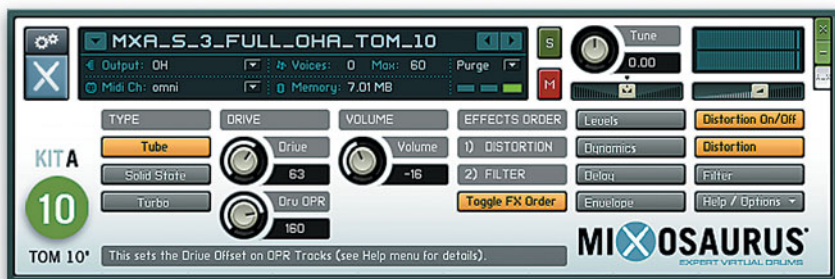 MXA_S_3_FULL_OHA_TOM_10
Output: OH Voices: 0 Max: 60 Purge
Midi Ch: omni Memory: 7.01 MB
S
M
Tune
0.00
TYPE DRIVE VOLUME EFFECTS ORDER Levels Distortion On/Off
Tube Drive Volume 1) DISTORTION Dynamics Distortion
KIT A Solid State 63 -16 2) FILTER Delay Filter
10 Turbo Drv OPR Toggle FX Order Envelope Help / Options
160
TOM 10" This sets the Drive Offset on OPR Tracks (see Help menu for details). MIXOSAURUS
EXPERT VIRTUAL DRUMS